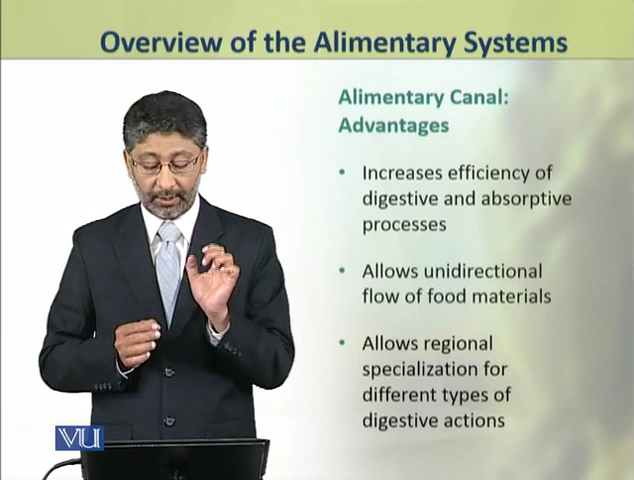 Overview of the Alimentary Systems
Alimentary Canal:
Advantages
• Increases efficiency of
digestive and absorptive
processes
• Allows unidirectional
flow of food materials
• Allows regional
specialization for
different types of
digestive actions
VU